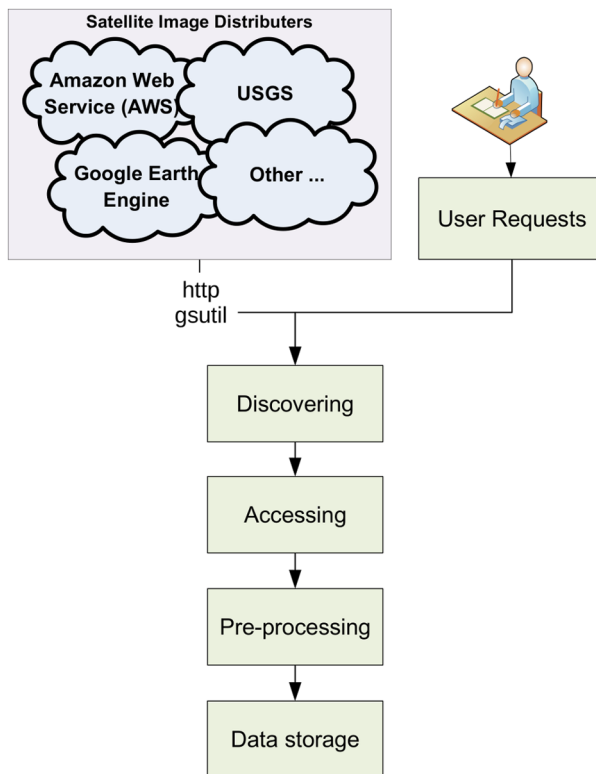 Satellite Image Distributers
Amazon Web
Service (AWS)
USGS
Google Earth
Engine
Other ...
User Requests
http
gsutil
Discovering
Accessing
Pre-processing
Data storage